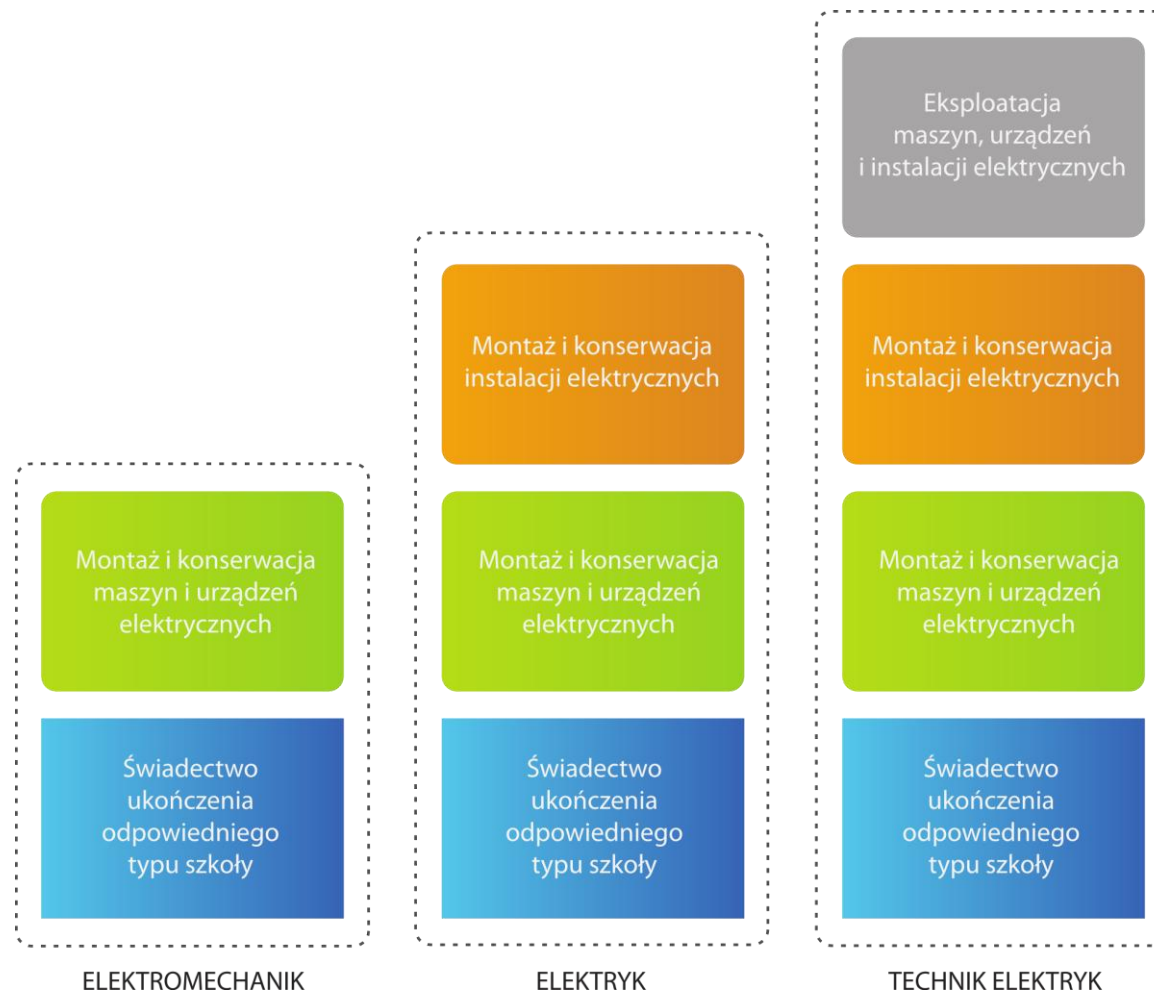 Eksploatacja
maszyn, urządzeń
i instalacji elektrycznych
Montaż i konserwacja
instalacji elektrycznych
Montaż i konserwacja
instalacji elektrycznych
Montaż i konserwacja
maszyn i urządzeń
elektrycznych
Montaż i konserwacja
maszyn i urządzeń
elektrycznych
Montaż i konserwacja
maszyn i urządzeń
elektrycznych
Świadectwo
ukończenia
odpowiedniego
typu szkoły
Świadectwo
ukończenia
odpowiedniego
typu szkoły
Świadectwo
ukończenia
odpowiedniego
typu szkoły
ELEKTROMECHANIK
ELEKTRYK
TECHNIK ELEKTRYK